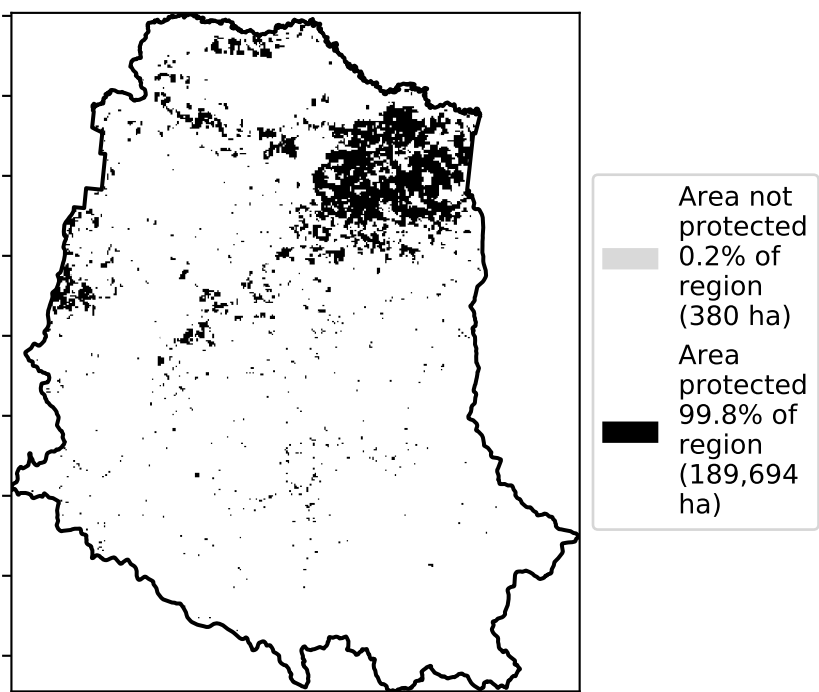 Area not
protected
0.2% of
region
(380 ha)
Area
protected
99.8% of
region
(189,694
ha)